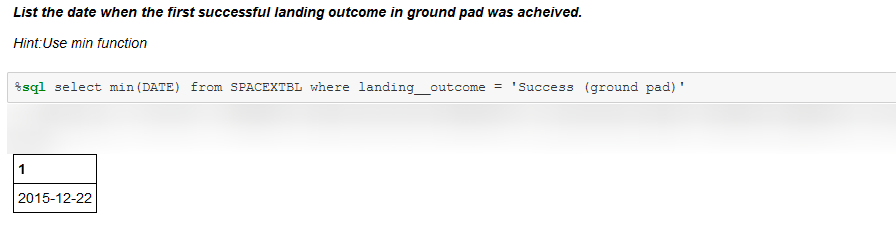 List the date when the first successful landing outcome in ground pad was acheived.
Hint:Use min function
%sql select min(DATE) from SPACEXTBL where landing__outcome = 'Success (ground pad)'
1
2015-12-22